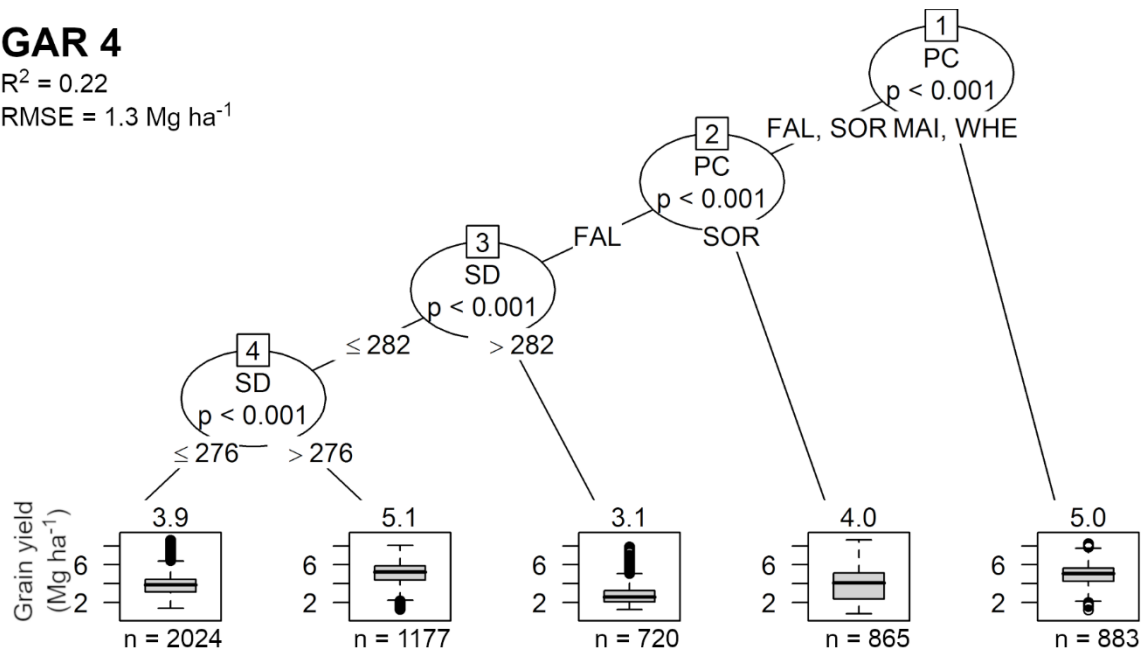 GAR 4
R² = 0.22
RMSE = 1.3 Mg ha⁻¹
1
PC
p < 0.001
FAL, SOR MAI, WHE
2
PC
p < 0.001
FAL SOR
3
SD
p < 0.001
≤ 282 > 282
4
SD
p < 0.001
≤ 276 > 276
Grain yield
(Mg ha⁻¹)
3.9 5.1 3.1 4.0 5.0
6 6 6 6 6
2 2 2 2 2
n = 2024 n = 1177 n = 720 n = 865 n = 883